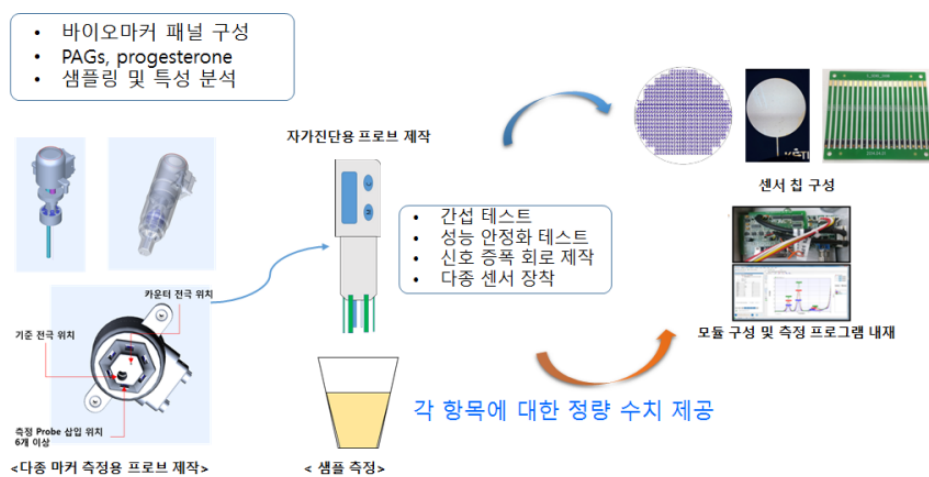 바이오마커 패널 구성
PAGs, progesterone
샘플링 및 특성 분석
자가진단용 프로브 제작
센서 칩 구성
간섭 테스트
성능 안정화 테스트
신호 증폭 회로 제작
다종 센서 장착
카운터 전극 위치
기준 전극 위치
모듈 구성 및 측정 프로그램 내재
각 항목에 대한 정량 수치 제공
측정 Probe 삽입 위치
6개 이상
<다종 마커 측정용 프로브 제작>
< 샘플 측정>